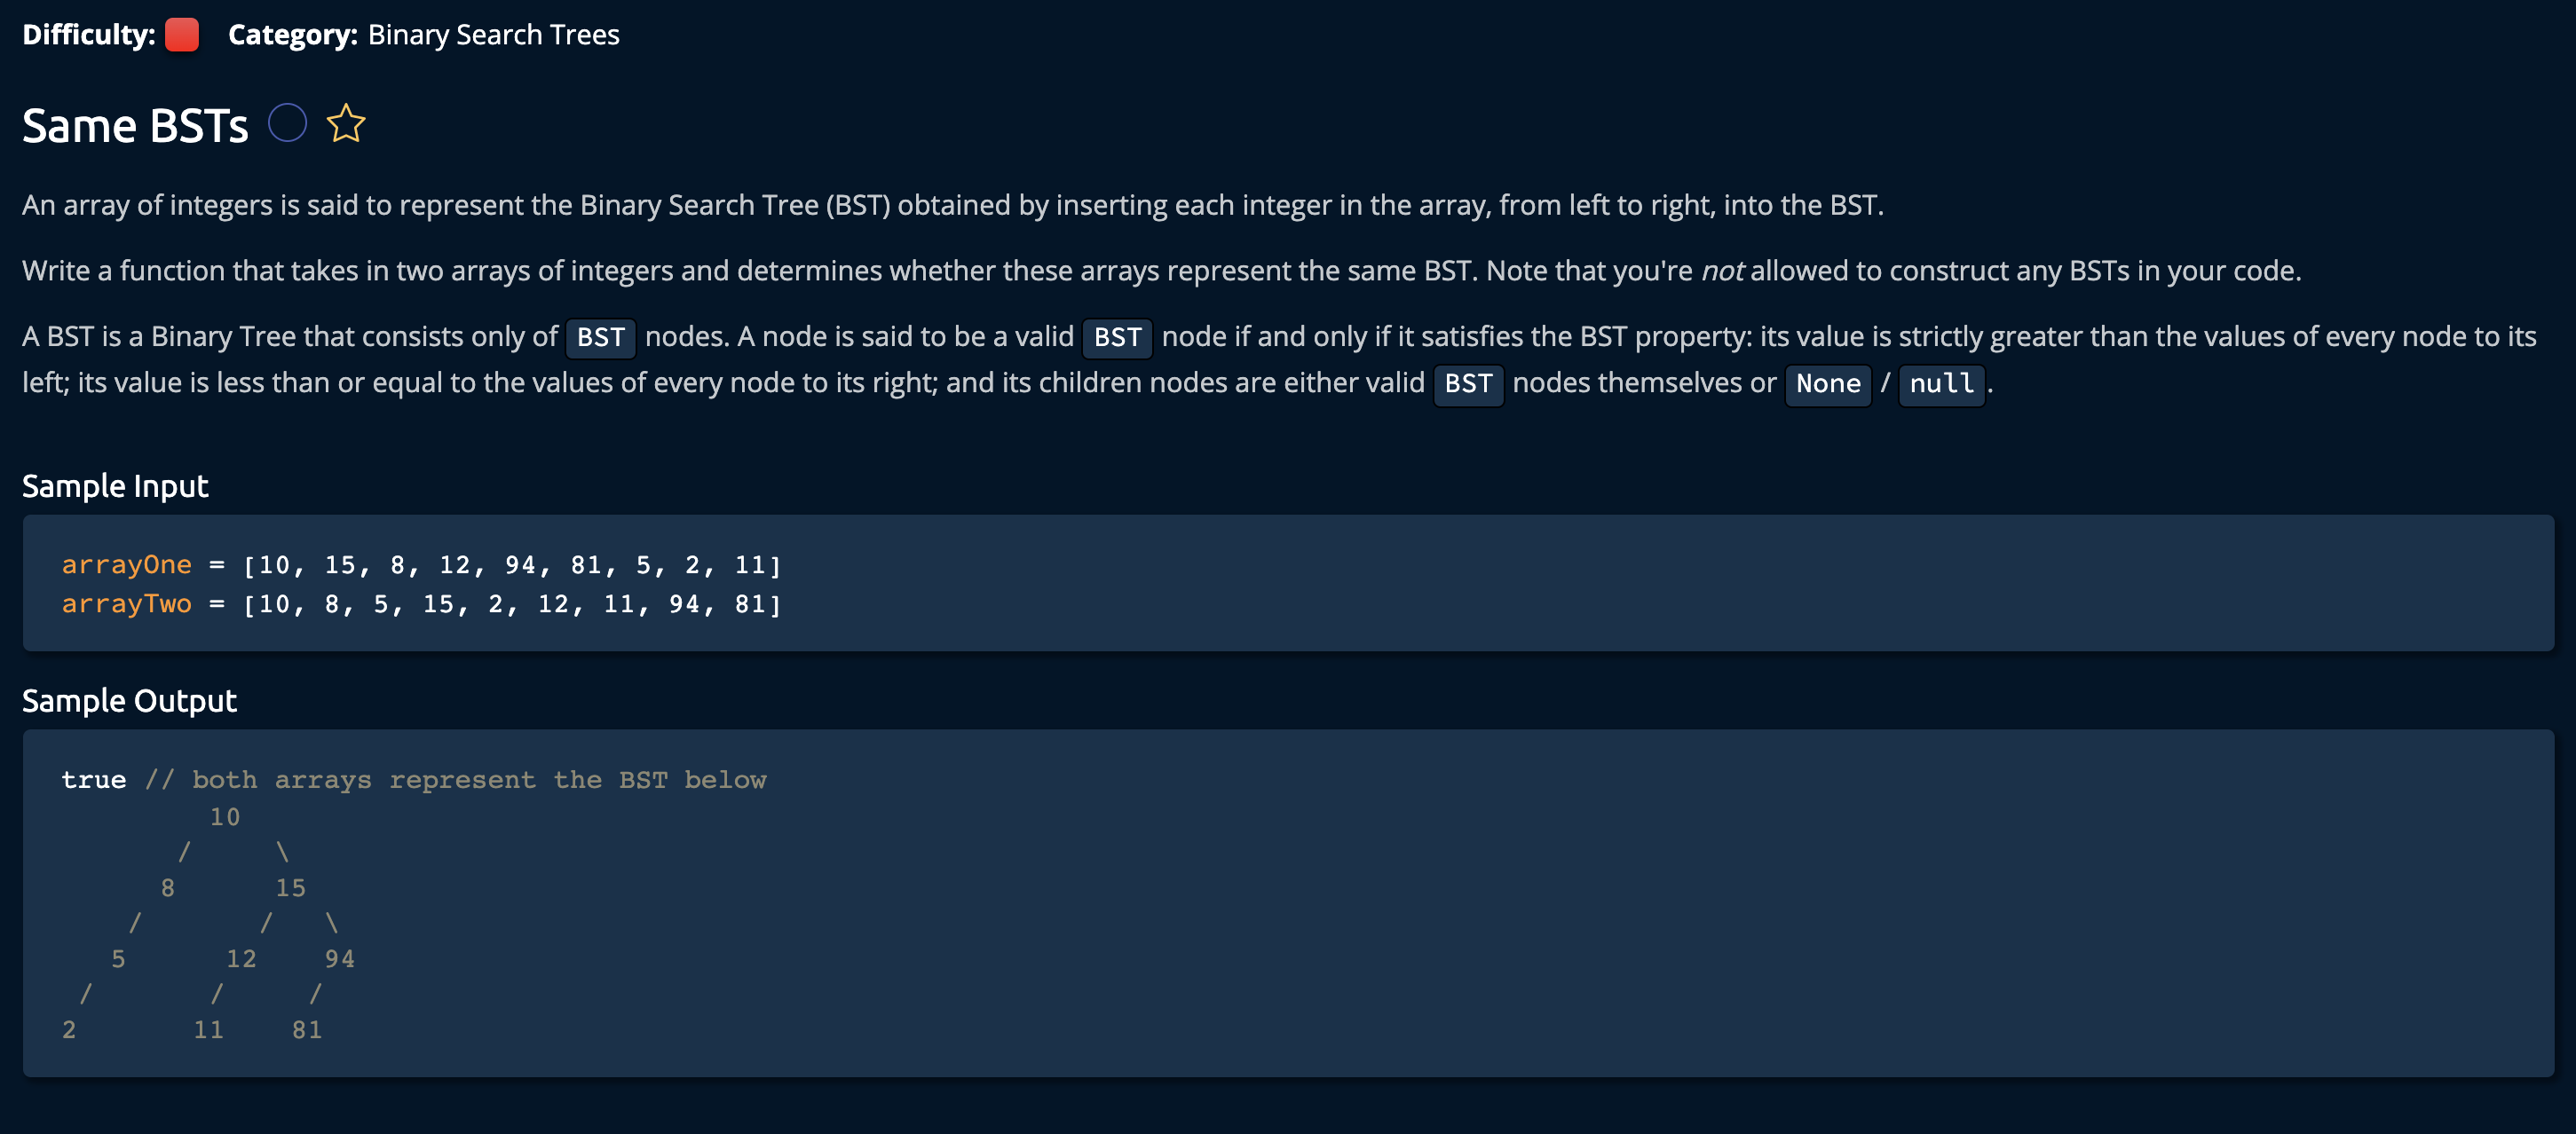 Difficulty: Category: Binary Search Trees
Same BSTs
An array of integers is said to represent the Binary Search Tree (BST) obtained by inserting each integer in the array, from left to right, into the BST.
Write a function that takes in two arrays of integers and determines whether these arrays represent the same BST. Note that you're not allowed to construct any BSTs in your code.
A BST is a Binary Tree that consists only of BST nodes. A node is said to be a valid BST node if and only if it satisfies the BST property: its value is strictly greater than the values of every node to its
left; its value is less than or equal to the values of every node to its right; and its children nodes are either valid BST nodes themselves or None / null.
Sample Input
arrayOne = [10, 15, 8, 12, 94, 81, 5, 2, 11]
arrayTwo = [10, 8, 5, 15, 2, 12, 11, 94, 81]
Sample Output
true // both arrays represent the BST below
10
/ \
8 15
/ / \
5 12 94
/ / /
2 11 81